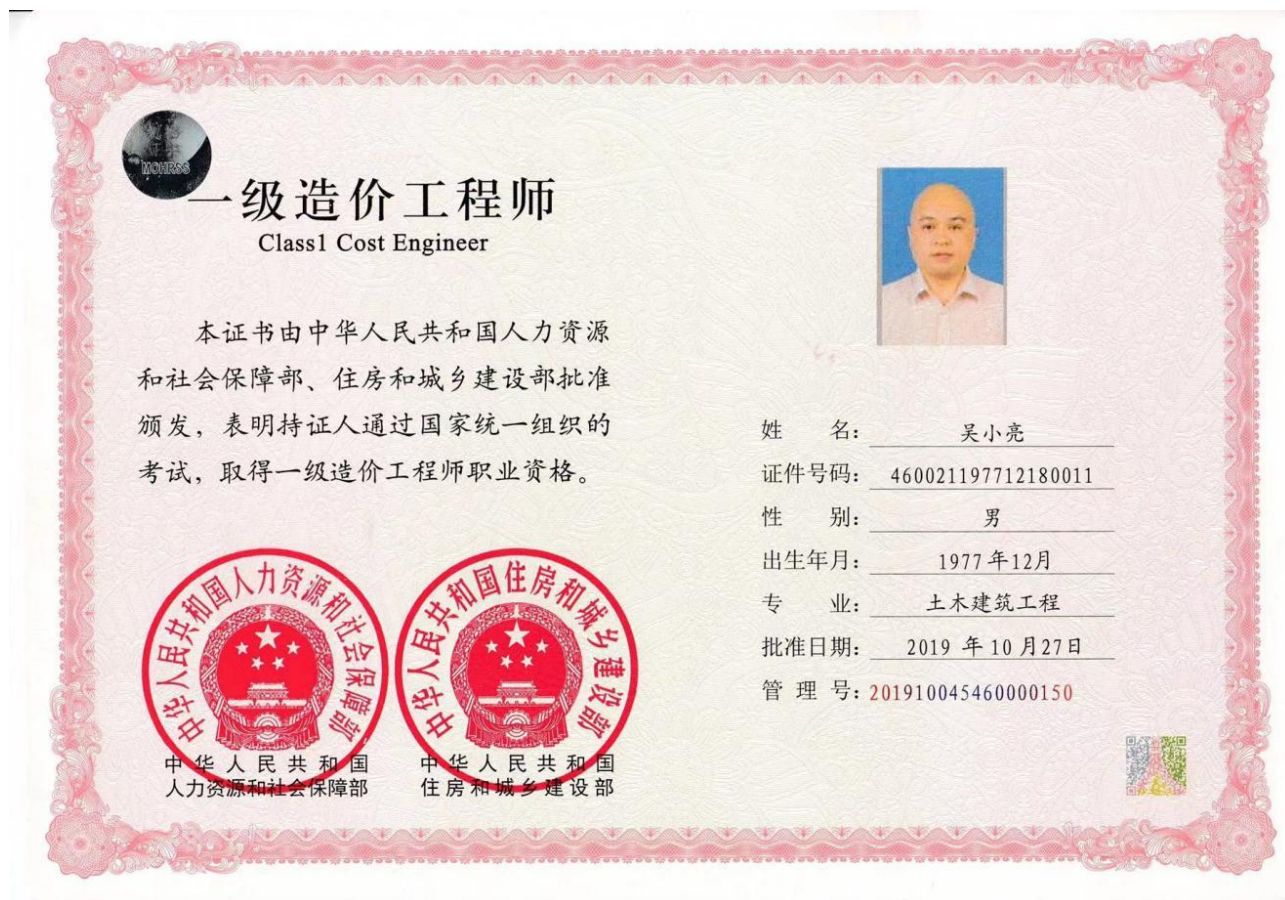 MOHRSS
一级造价工程师
Class1 Cost Engineer
本证书由中华人民共和国人力资源
和社会保障部、住房和城乡建设部批准
颁发，表明持证人通过国家统一组织的
考试，取得一级造价工程师职业资格。
中华人民共和国人力资源和社会保障部
中华人民共和国住房和城乡建设部
中华人民共和国
人力资源和社会保障部
中华人民共和国
住房和城乡建设部
姓 名：吴小亮
证件号码：460021197712180011
性 别：男
出生年月：1977年12月
专 业：土木建筑工程
批准日期：2019 年 10 月27日
管 理 号：201910045460000150